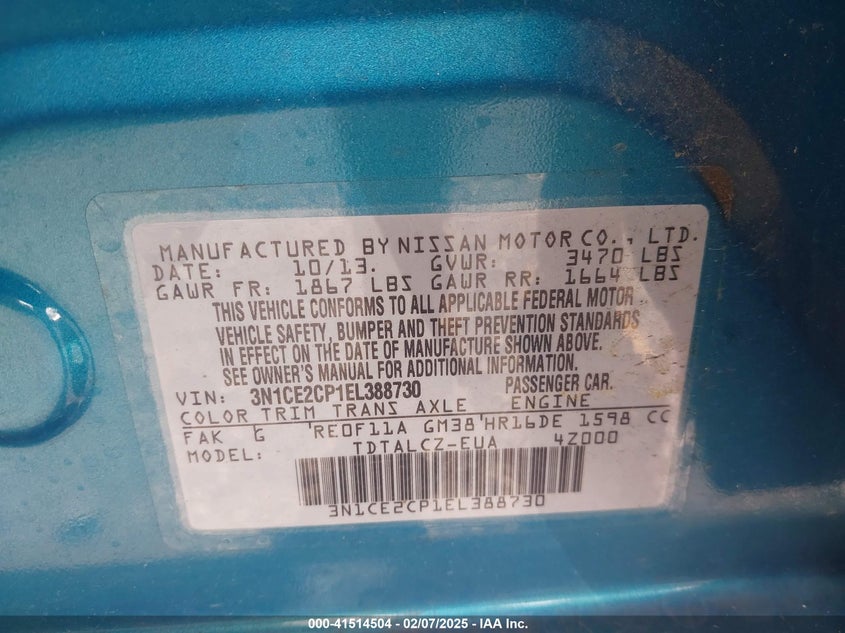 MANUFACTURED BY NISSAN MOTOR CO., LTD.
DATE: 10/13. GVWR: 3470 LBS
GAWR FR: 1867 LBS GAWR RR: 1664 LBS
THIS VEHICLE CONFORMS TO ALL APPLICABLE FEDERAL MOTOR
VEHICLE SAFETY, BUMPER AND THEFT PREVENTION STANDARDS
IN EFFECT ON THE DATE OF MANUFACTURE SHOWN ABOVE.
SEE OWNER'S MANUAL FOR ADDITIONAL INFORMATION.
VIN: 3N1CE2CP1EL388730 PASSENGER CAR.
COLOR TRIM TRANS AXLE ENGINE
FAK G RE0F11A GM38 HR16DE 1598 CC
MODEL: TDTALCZ-EUA 4Z000
3N1CE2CP1EL388730
000-41514504 - 02/07/2025 - IAA Inc.